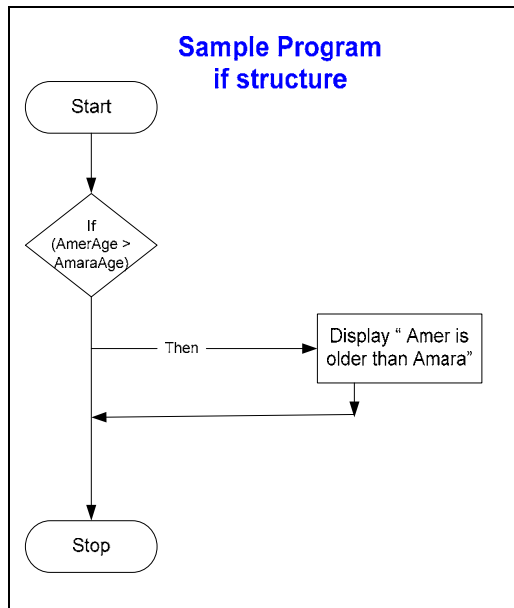 Sample Program
if structure
Start
If
(AmerAge >
AmaraAge)
Then
Display “ Amer is
older than Amara”
Stop